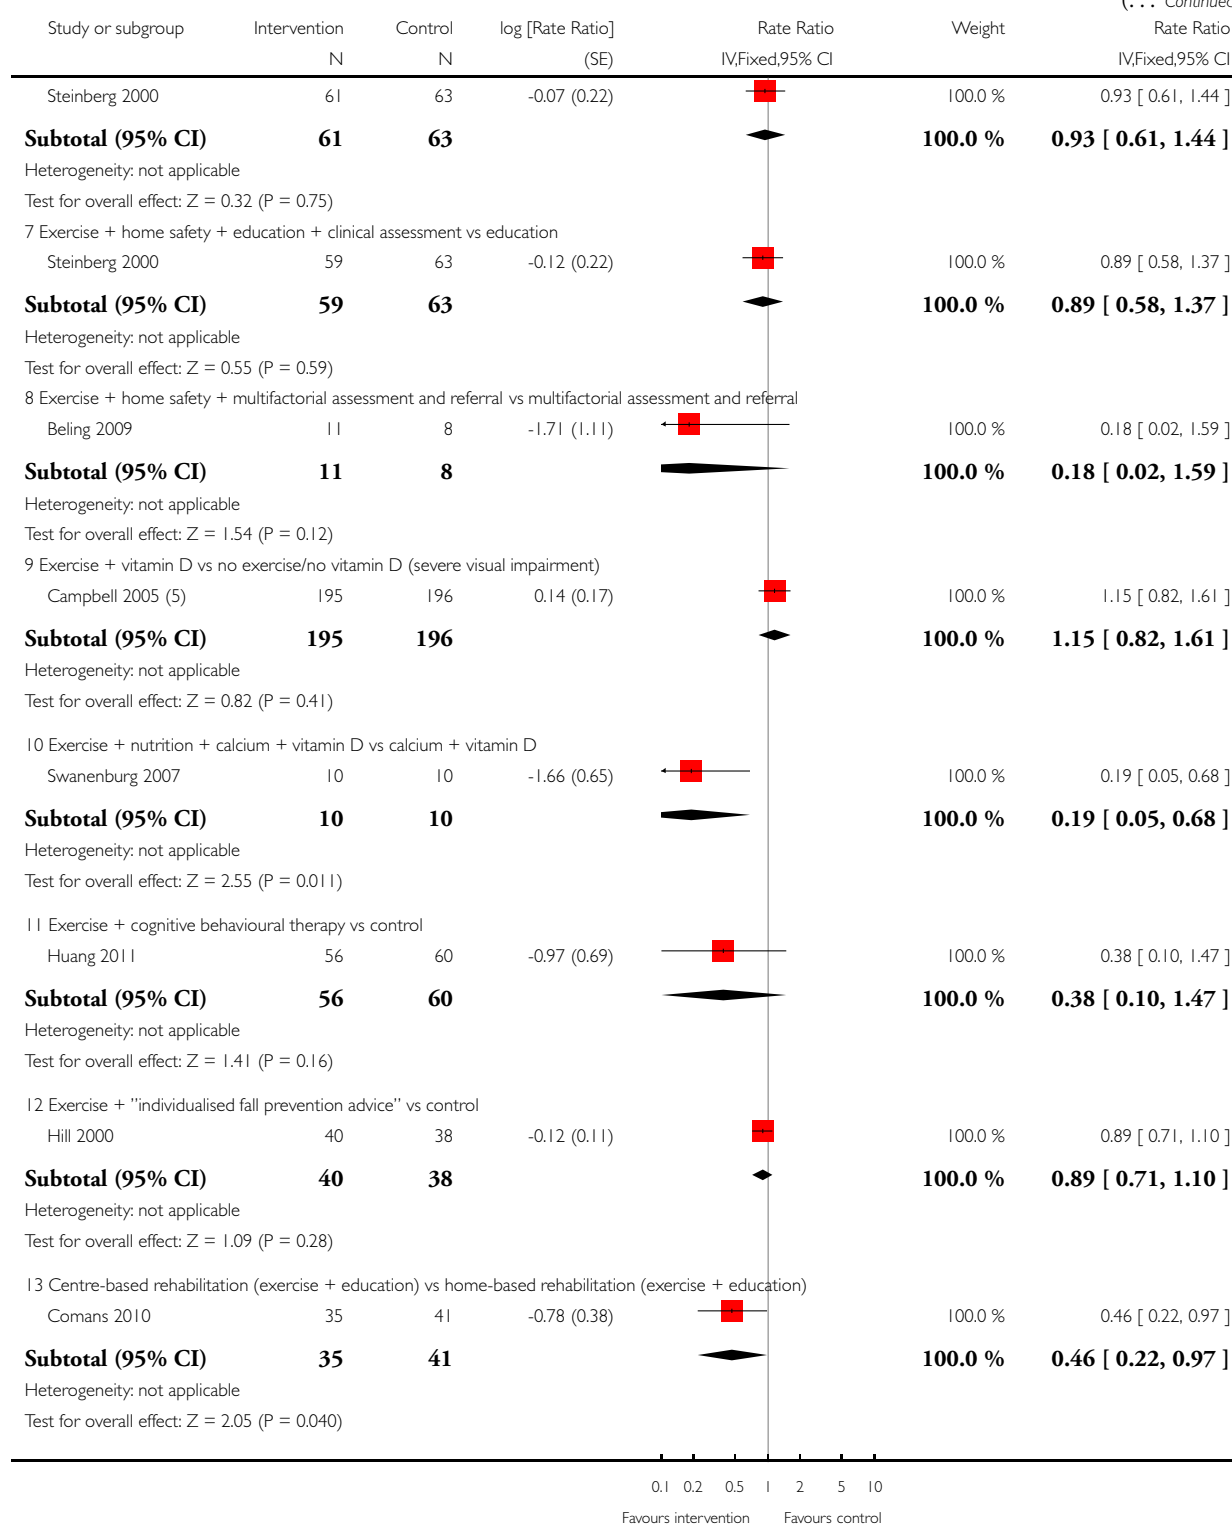 (. . . Continued
Study or subgroup Intervention Control log [Rate Ratio] Rate Ratio Weight Rate Ratio
N N (SE) IV,Fixed,95% CI IV,Fixed,95% CI
Steinberg 2000 61 63 -0.07 (0.22) 100.0 % 0.93 [ 0.61, 1.44 ]
Subtotal (95% CI) 61 63 100.0 % 0.93 [ 0.61, 1.44 ]
Heterogeneity: not applicable
Test for overall effect: Z = 0.32 (P = 0.75)
7 Exercise + home safety + education + clinical assessment vs education
Steinberg 2000 59 63 -0.12 (0.22) 100.0 % 0.89 [ 0.58, 1.37 ]
Subtotal (95% CI) 59 63 100.0 % 0.89 [ 0.58, 1.37 ]
Heterogeneity: not applicable
Test for overall effect: Z = 0.55 (P = 0.59)
8 Exercise + home safety + multifactorial assessment and referral vs multifactorial assessment and referral
Beling 2009 11 8 -1.71 (1.11) 100.0 % 0.18 [ 0.02, 1.59 ]
Subtotal (95% CI) 11 8 100.0 % 0.18 [ 0.02, 1.59 ]
Heterogeneity: not applicable
Test for overall effect: Z = 1.54 (P = 0.12)
9 Exercise + vitamin D vs no exercise/no vitamin D (severe visual impairment)
Campbell 2005 (5) 195 196 0.14 (0.17) 100.0 % 1.15 [ 0.82, 1.61 ]
Subtotal (95% CI) 195 196 100.0 % 1.15 [ 0.82, 1.61 ]
Heterogeneity: not applicable
Test for overall effect: Z = 0.82 (P = 0.41)
10 Exercise + nutrition + calcium + vitamin D vs calcium + vitamin D
Swanenburg 2007 10 10 -1.66 (0.65) 100.0 % 0.19 [ 0.05, 0.68 ]
Subtotal (95% CI) 10 10 100.0 % 0.19 [ 0.05, 0.68 ]
Heterogeneity: not applicable
Test for overall effect: Z = 2.55 (P = 0.011)
11 Exercise + cognitive behavioural therapy vs control
Huang 2011 56 60 -0.97 (0.69) 100.0 % 0.38 [ 0.10, 1.47 ]
Subtotal (95% CI) 56 60 100.0 % 0.38 [ 0.10, 1.47 ]
Heterogeneity: not applicable
Test for overall effect: Z = 1.41 (P = 0.16)
12 Exercise + ”individualised fall prevention advice” vs control
Hill 2000 40 38 -0.12 (0.11) 100.0 % 0.89 [ 0.71, 1.10 ]
Subtotal (95% CI) 40 38 100.0 % 0.89 [ 0.71, 1.10 ]
Heterogeneity: not applicable
Test for overall effect: Z = 1.09 (P = 0.28)
13 Centre-based rehabilitation (exercise + education) vs home-based rehabilitation (exercise + education)
Comans 2010 35 41 -0.78 (0.38) 100.0 % 0.46 [ 0.22, 0.97 ]
Subtotal (95% CI) 35 41 100.0 % 0.46 [ 0.22, 0.97 ]
Heterogeneity: not applicable
Test for overall effect: Z = 2.05 (P = 0.040)
0.1 0.2 0.5 1 2 5 10
Favours intervention Favours control